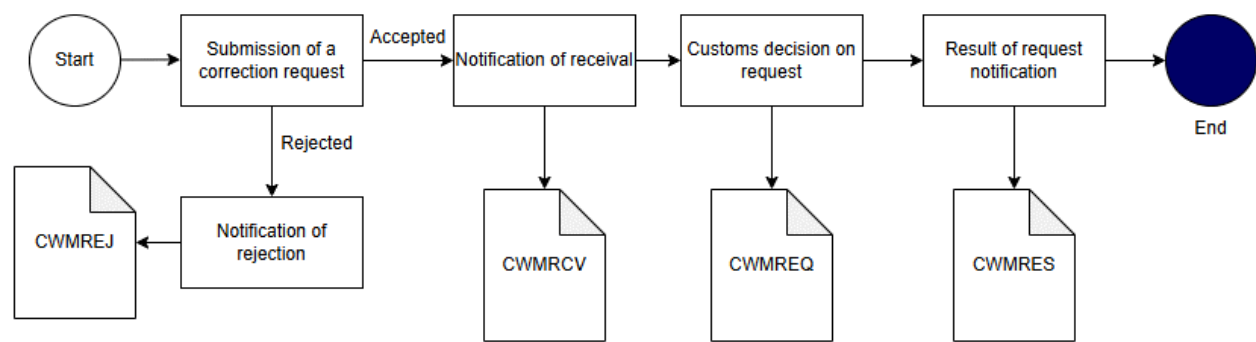 Start
Submission of a
correction request
Accepted
Notification of receival
Customs decision on
request
Result of request
notification
End
Rejected
Notification of
rejection
CWMREJ
CWMRCV
CWMREQ
CWMRES